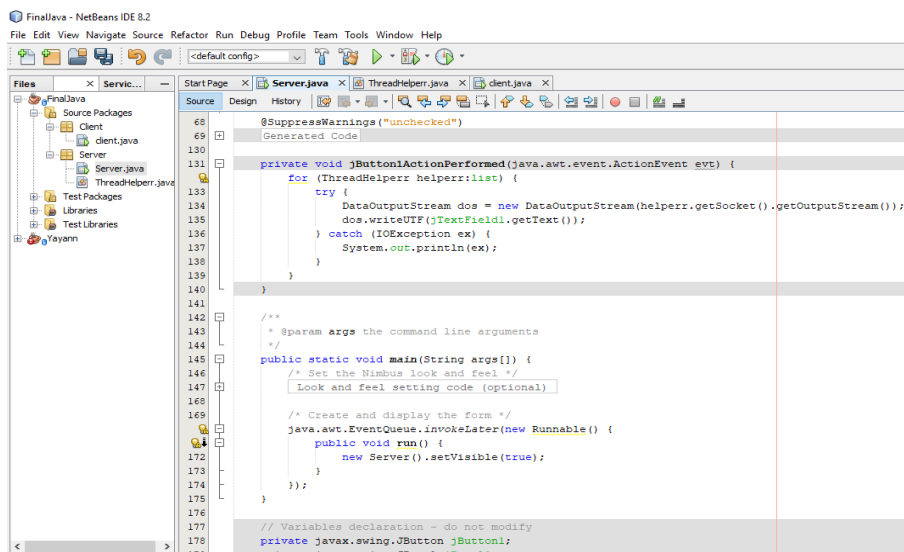 FinalJava - NetBeans IDE 8.2
File Edit View Navigate Source Refactor Run Debug Profile Team Tools Window Help
<default config>
Files × Servic... —
Start Page × Server.java × ThreadHelperr.java × client.java ×
Source Design History
FinalJava
Source Packages
Client
client.java
Server
Server.java
ThreadHelperr.java
Test Packages
Libraries
Test Libraries
Yayann
68 @SuppressWarnings("unchecked")
69 Generated Code
130
131 private void jButton1ActionPerformed(java.awt.event.ActionEvent evt) {
for (ThreadHelperr helperr:list) {
133 try {
134 DataOutputStream dos = new DataOutputStream(helperr.getSocket().getOutputStream());
135 dos.writeUTF(jTextField1.getText());
136 } catch (IOException ex) {
137 System.out.println(ex);
138 }
139 }
140 }
141
142 /**
143 * @param args the command line arguments
144 */
145 public static void main(String args[]) {
146 /* Set the Nimbus look and feel */
147 Look and feel setting code (optional)
168
169 /* Create and display the form */
java.awt.EventQueue.invokeLater(new Runnable() {
public void run() {
172 new Server().setVisible(true);
173 }
174 });
175 }
176
177 // Variables declaration - do not modify
178 private javax.swing.JButton jButton1;